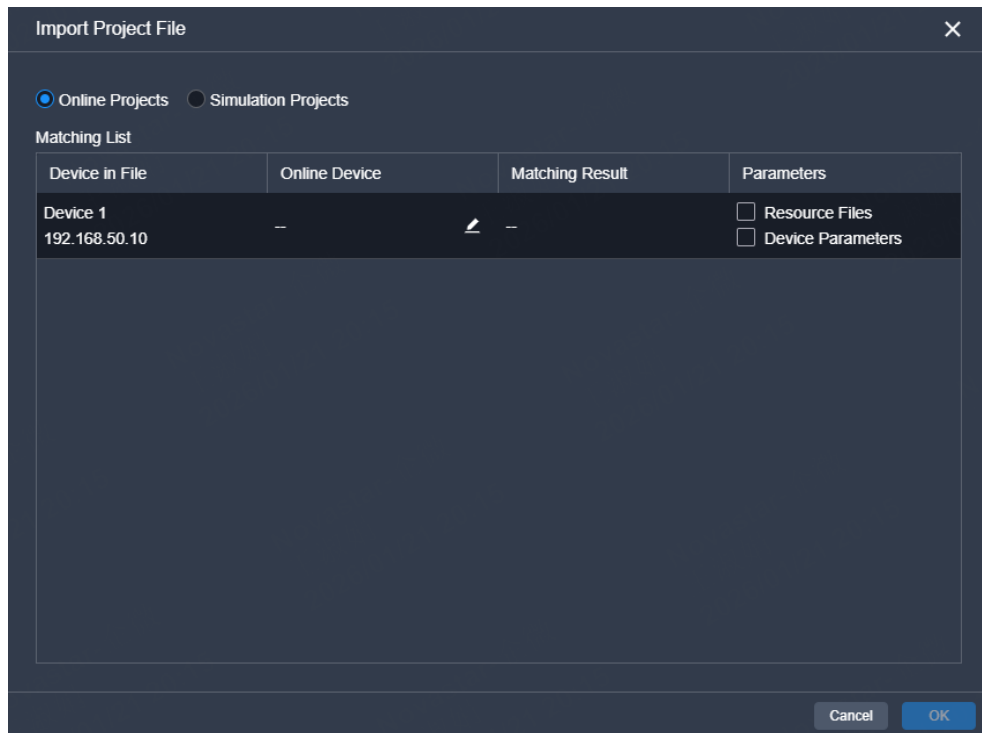 Import Project File
Online Projects Simulation Projects
Matching List
Device in File Online Device Matching Result Parameters
Device 1
192.168.50.10
-- --
Resource Files
Device Parameters
Cancel OK